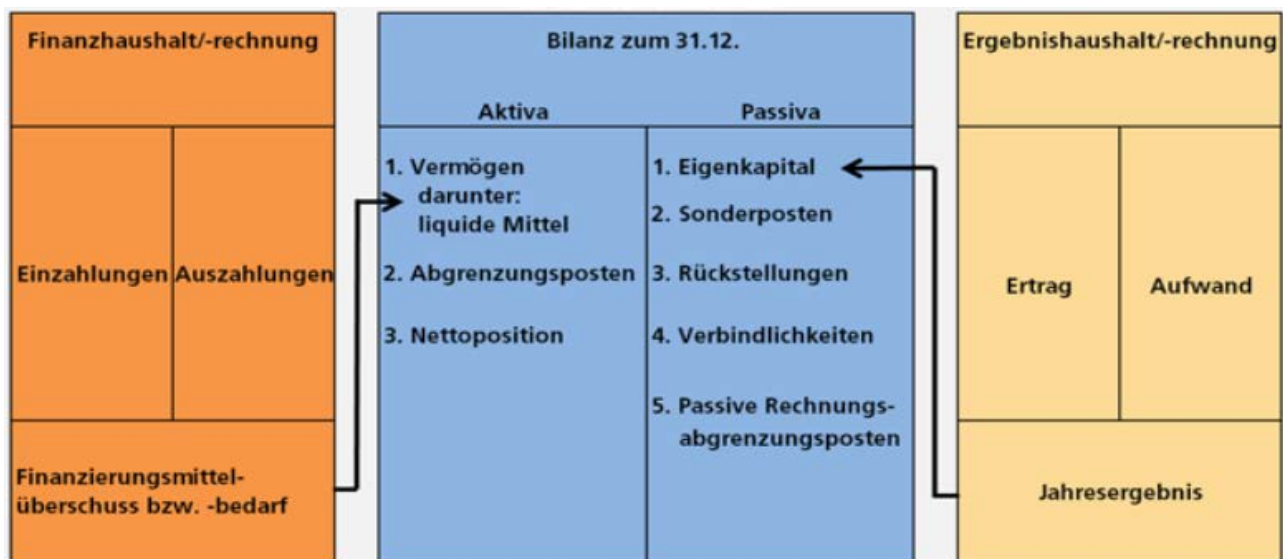 Finanzhaushalt/-rechnung
Einzahlungen
Auszahlungen
Finanzierungsmittel-
überschuss bzw. -bedarf
Bilanz zum 31.12.
Aktiva
1. Vermögen
darunter:
liquide Mittel
2. Abgrenzungsposten
3. Nettoposition
Passiva
1. Eigenkapital
2. Sonderposten
3. Rückstellungen
4. Verbindlichkeiten
5. Passive Rechnungs-
abgrenzungsposten
Ergebnishaushalt/-rechnung
Ertrag
Aufwand
Jahresergebnis